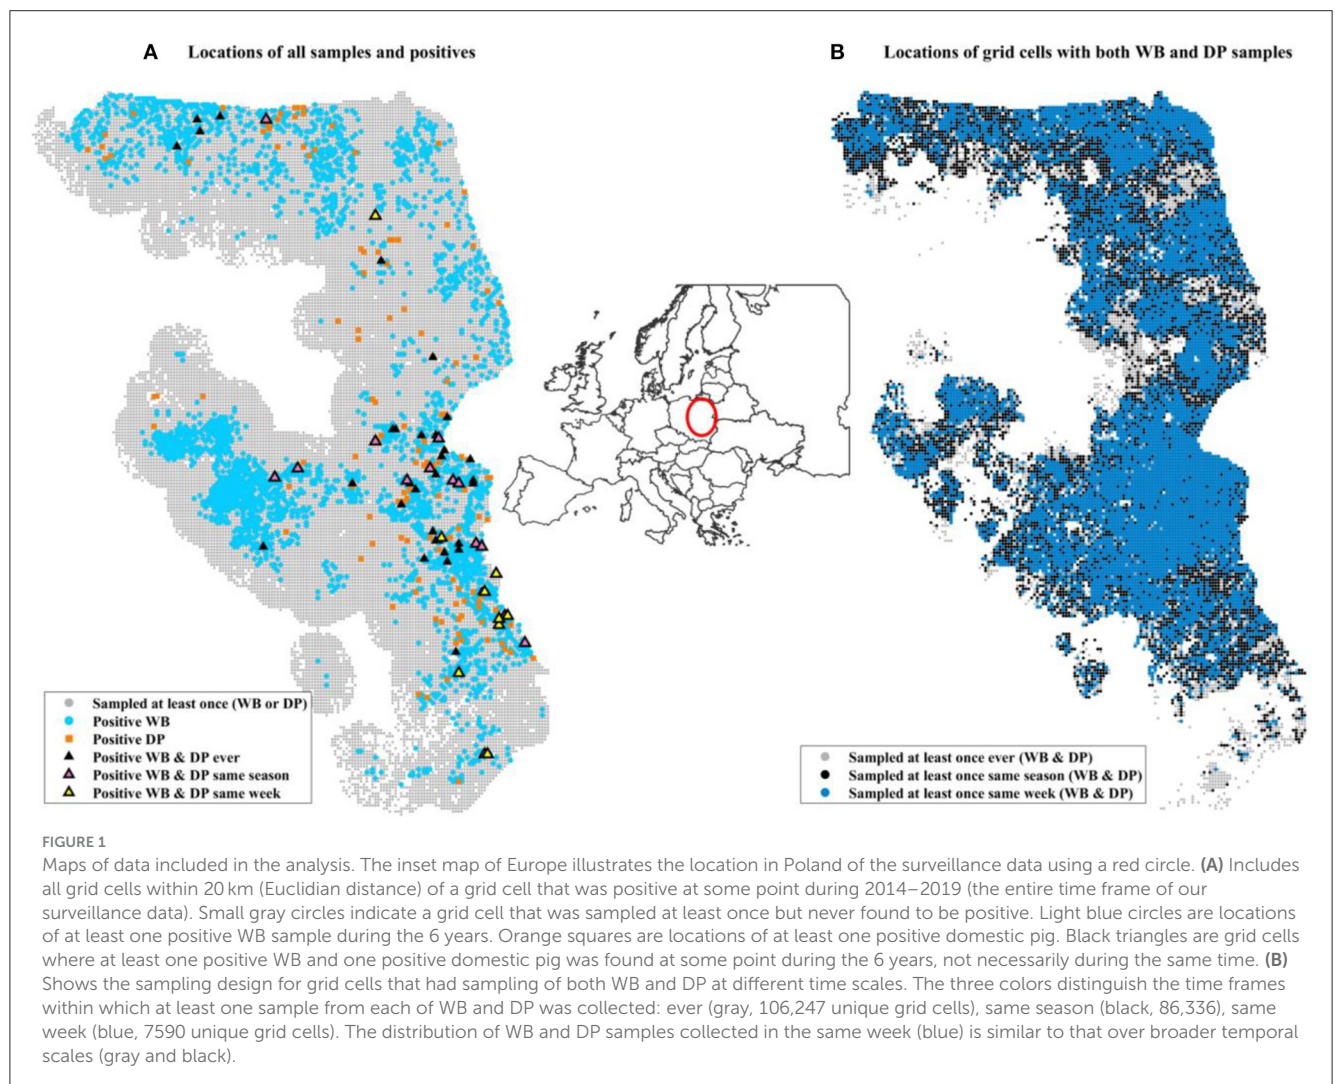 A Locations of all samples and positives
B Locations of grid cells with both WB and DP samples
Sampled at least once (WB or DP)
Positive WB
Positive DP
Positive WB & DP ever
Positive WB & DP same season
Positive WB & DP same week
Sampled at least once ever (WB & DP)
Sampled at least once same season (WB & DP)
Sampled at least once same week (WB & DP)
FIGURE 1
Maps of data included in the analysis. The inset map of Europe illustrates the location in Poland of the surveillance data using a red circle. (A) Includes
all grid cells within 20 km (Euclidian distance) of a grid cell that was positive at some point during 2014–2019 (the entire time frame of our
surveillance data). Small gray circles indicate a grid cell that was sampled at least once but never found to be positive. Light blue circles are locations
of at least one positive WB sample during the 6 years. Orange squares are locations of at least one positive domestic pig. Black triangles are grid cells
where at least one positive WB and one positive domestic pig was found at some point during the 6 years, not necessarily during the same time. (B)
Shows the sampling design for grid cells that had sampling of both WB and DP at different time scales. The three colors distinguish the time frames
within which at least one sample from each of WB and DP was collected: ever (gray, 106,247 unique grid cells), same season (black, 86,336), same
week (blue, 7590 unique grid cells). The distribution of WB and DP samples collected in the same week (blue) is similar to that over broader temporal
scales (gray and black).